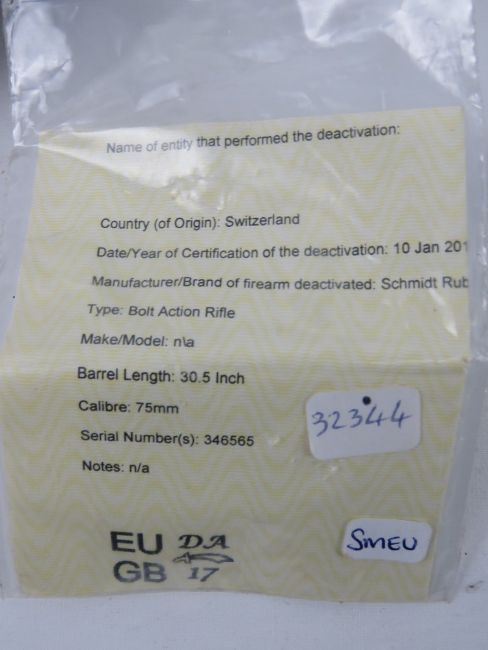 Name of entity that performed the deactivation:
Country (of Origin): Switzerland
Date/Year of Certification of the deactivation: 10 Jan 201
Manufacturer/Brand of firearm deactivated: Schmidt Rub
Type: Bolt Action Rifle
Make/Model: n\a
Barrel Length: 30.5 Inch
Calibre: 75mm
32344
Serial Number(s): 346565
Notes: n/a
EU DA
SMEU
GB 17